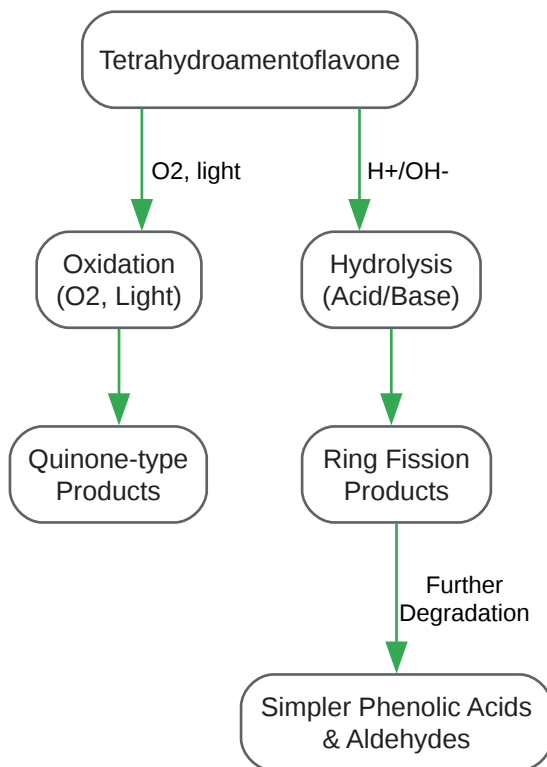 Tetrahydroamentoflavone
O2, light
H+/OH-
Oxidation
(O2, Light)
Hydrolysis
(Acid/Base)
Quinone-type
Products
Ring Fission
Products
Further
Degradation
Simpler Phenolic Acids
& Aldehydes